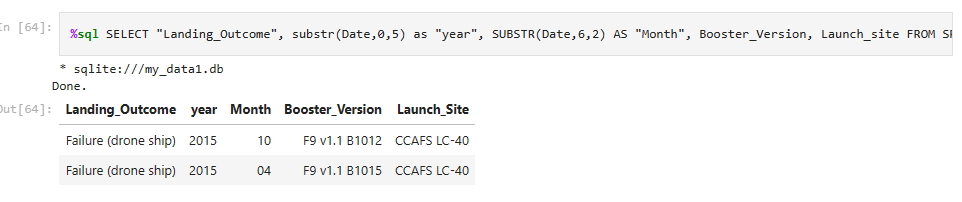 In [64]:
%sql SELECT "Landing_Outcome", substr(Date,0,5) as "year", SUBSTR(Date,6,2) AS "Month", Booster_Version, Launch_site FROM
* sqlite:///my_data1.db
Done.
Out[64]:
Landing_Outcome year Month Booster_Version Launch_Site
Failure (drone ship) 2015 10 F9 v1.1 B1012 CCAFS LC-40
Failure (drone ship) 2015 04 F9 v1.1 B1015 CCAFS LC-40